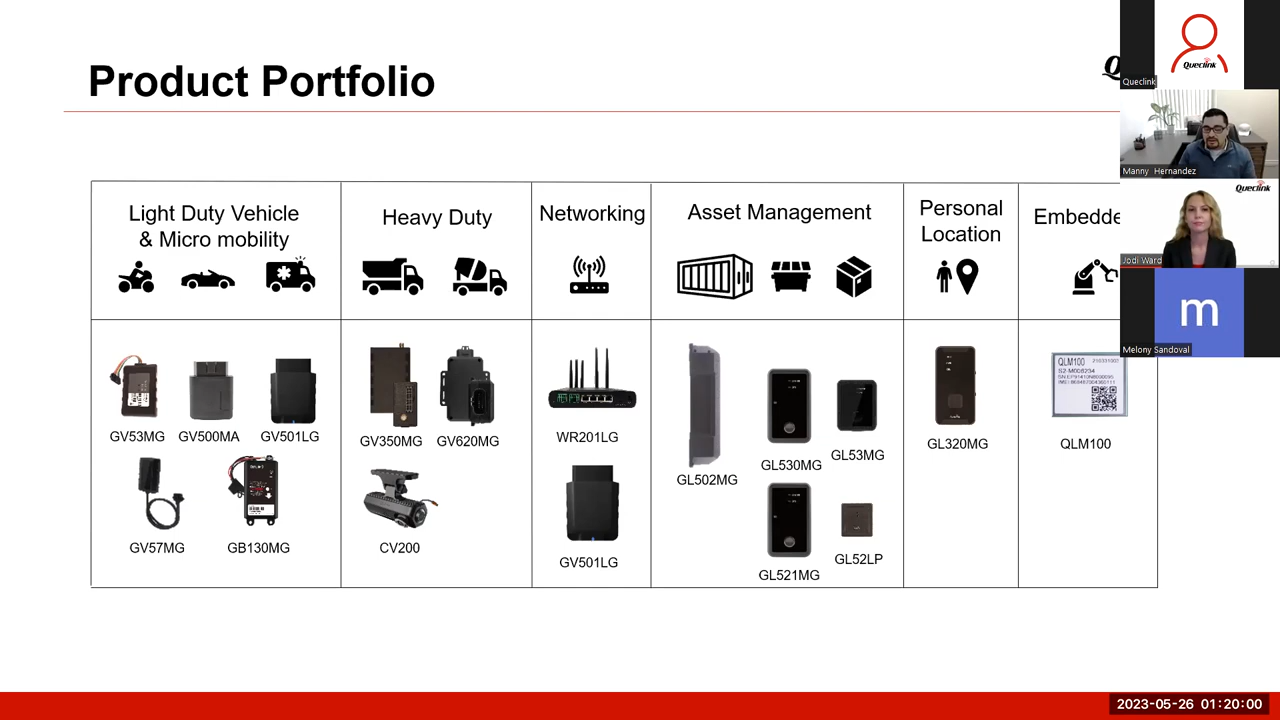 Product Portfolio
Queclink
Queclink
Manny Hernandez
Queclink
Jodi Ward
m
Melony Sandoval
Light Duty Vehicle
& Micro mobility
Heavy Duty
Networking
Asset Management
Personal
Location
Embedde
GV53MG
GV500MA
GV501LG
GV57MG
GB130MG
GV350MG
GV620MG
CV200
WR201LG
GV501LG
GL502MG
GL530MG
GL53MG
GL521MG
GL52LP
GL320MG
QLM100
QLM100
2023-05-26 01:20:00